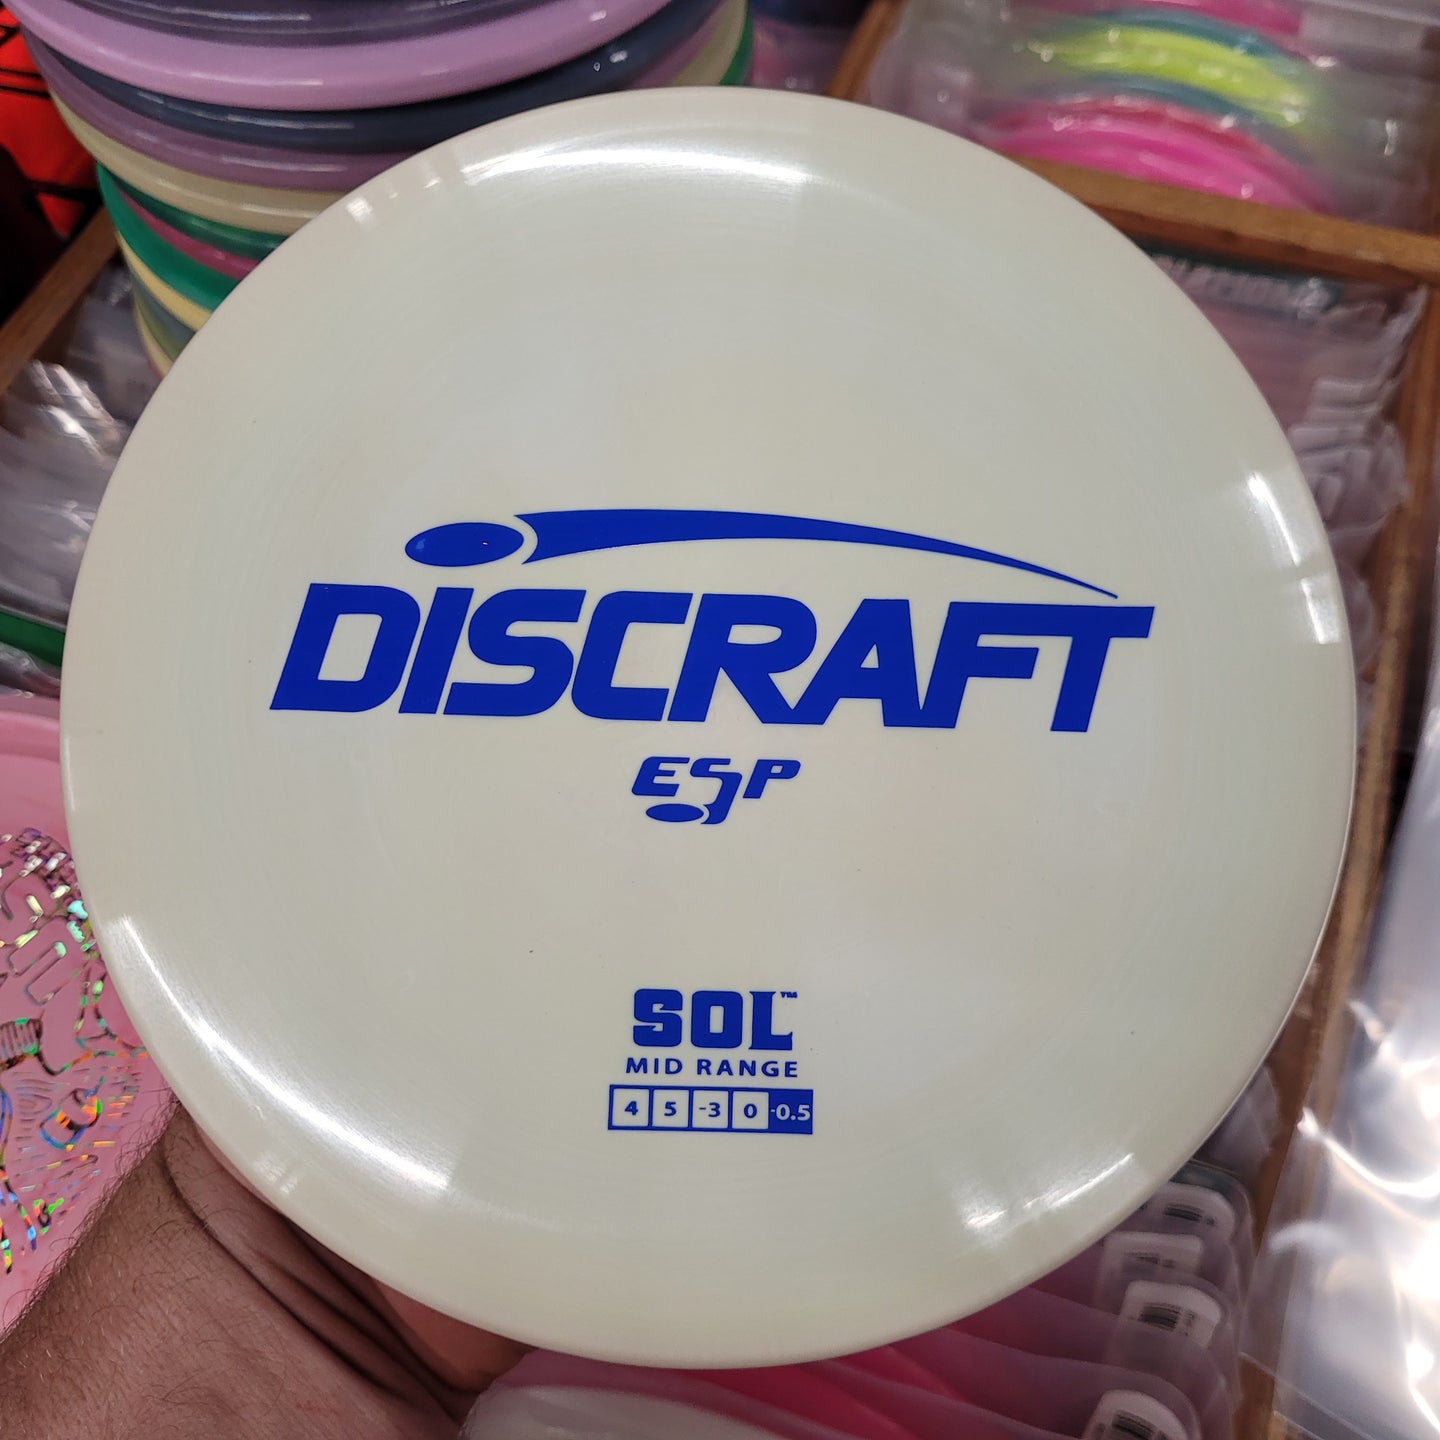 DISCRAFT
ESP
SOL™
MID RANGE
4 5 -3 0 -0.5